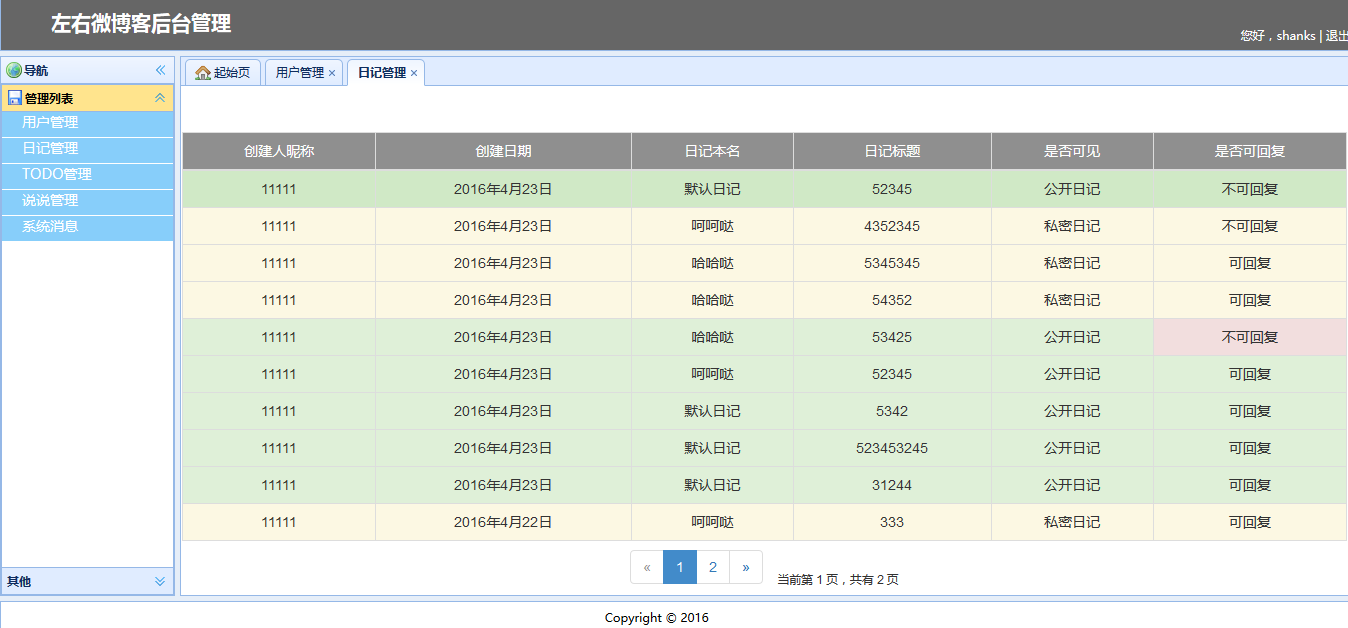 左右微博客后台管理
您好，shanks | 退出
导航
管理列表
用户管理
日记管理
TODO管理
说说管理
系统消息
其他
起始页 用户管理 × 日记管理 ×
创建人昵称 创建日期 日记本名 日记标题 是否可见 是否可回复
11111 2016年4月23日 默认日记 52345 公开日记 不可回复
11111 2016年4月23日 呵呵哒 4352345 私密日记 不可回复
11111 2016年4月23日 哈哈哒 5345345 私密日记 可回复
11111 2016年4月23日 哈哈哒 54352 私密日记 可回复
11111 2016年4月23日 哈哈哒 53425 公开日记 不可回复
11111 2016年4月23日 呵呵哒 52345 公开日记 可回复
11111 2016年4月23日 默认日记 5342 公开日记 可回复
11111 2016年4月23日 默认日记 523453245 公开日记 可回复
11111 2016年4月23日 默认日记 31244 公开日记 可回复
11111 2016年4月22日 呵呵哒 333 私密日记 可回复
« 1 2 » 当前第 1 页，共有 2 页
Copyright © 2016